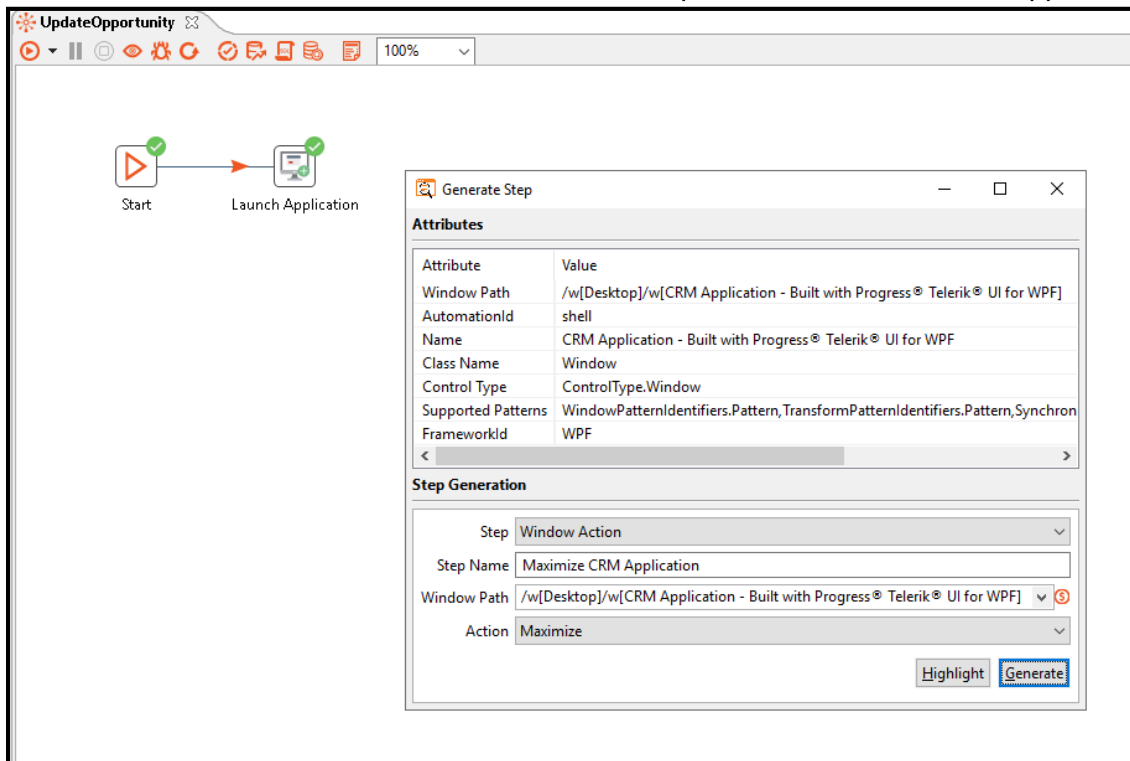 UpdateOpportunity
100%
Start
Launch Application
Generate Step
Attributes
Attribute Value
Window Path /w[Desktop]/w[CRM Application - Built with Progress® Telerik® UI for WPF]
AutomationId shell
Name CRM Application - Built with Progress® Telerik® UI for WPF
Class Name Window
Control Type ControlType.Window
Supported Patterns WindowPatternIdentifiers.Pattern,TransformPatternIdentifiers.Pattern,Synchron
FrameworkId WPF
Step Generation
Step Window Action
Step Name Maximize CRM Application
Window Path /w[Desktop]/w[CRM Application - Built with Progress® Telerik® UI for WPF]
Action Maximize
Highlight Generate